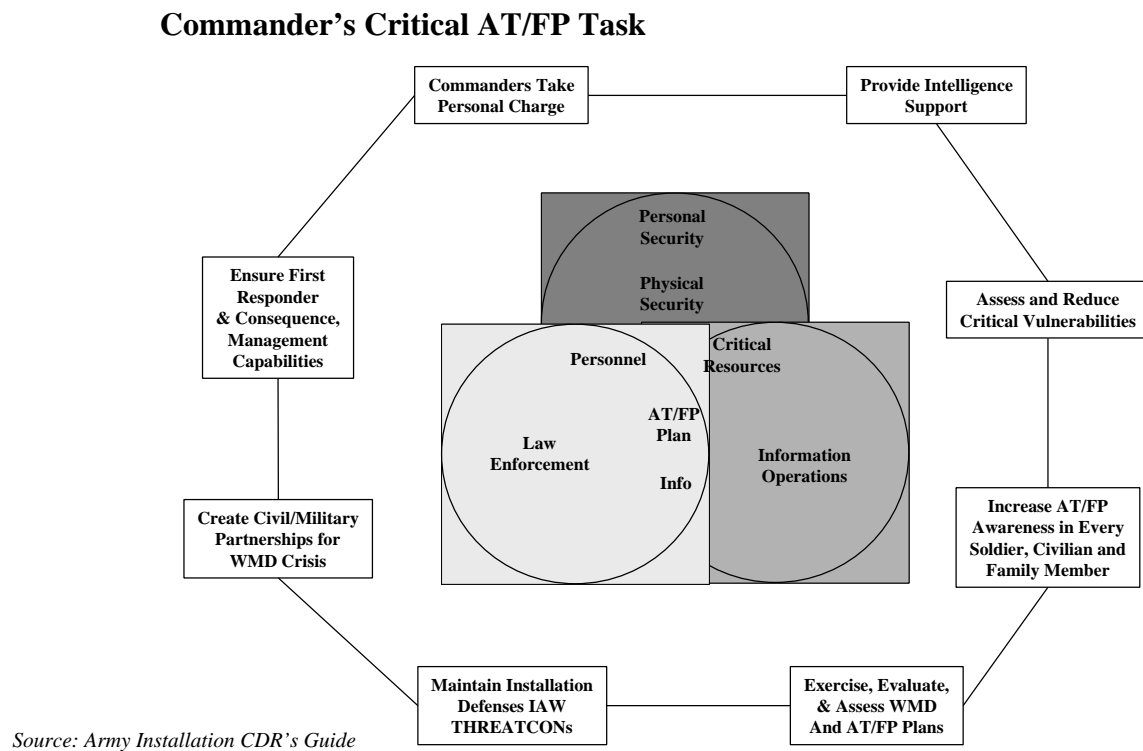 Commander's Critical AT/FP Task
Commanders Take
Personal Charge
Provide Intelligence
Support
Personal
Security
Physical
Security
Ensure First
Responder
& Consequence,
Management
Capabilities
Assess and Reduce
Critical Vulnerabilities
Personnel
Critical
Resources
AT/FP
Plan
Law
Enforcement
Info
Information
Operations
Create Civil/Military
Partnerships for
WMD Crisis
Increase AT/FP
Awareness in Every
Soldier, Civilian and
Family Member
Maintain Installation
Defenses IAW
THREATCONs
Exercise, Evaluate,
& Assess WMD
And AT/FP Plans
Source: Army Installation CDR's Guide